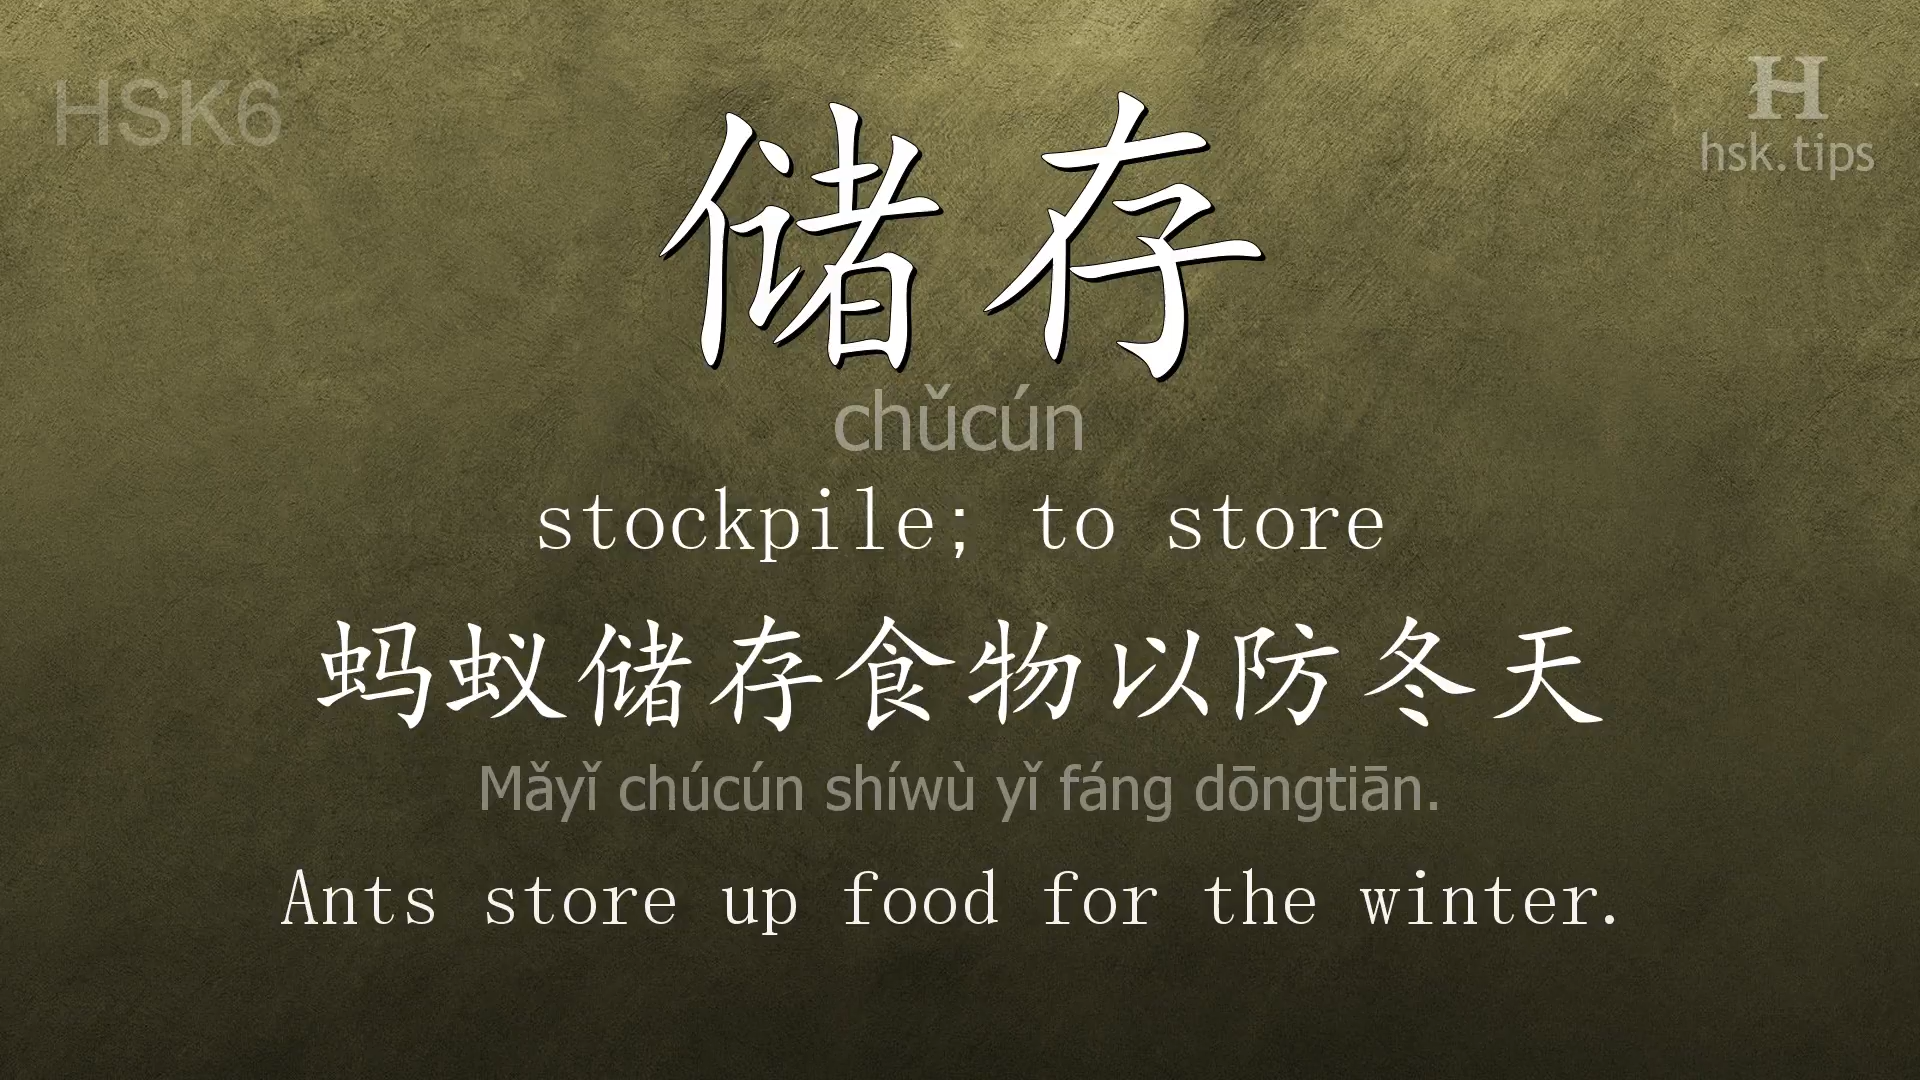 HSK6
H
hsk.tips
储存
chǔcún
stockpile; to store
蚂蚁储存食物以防冬天
Mǎyǐ chúcún shíwù yǐ fáng dōngtiān.
Ants store up food for the winter.